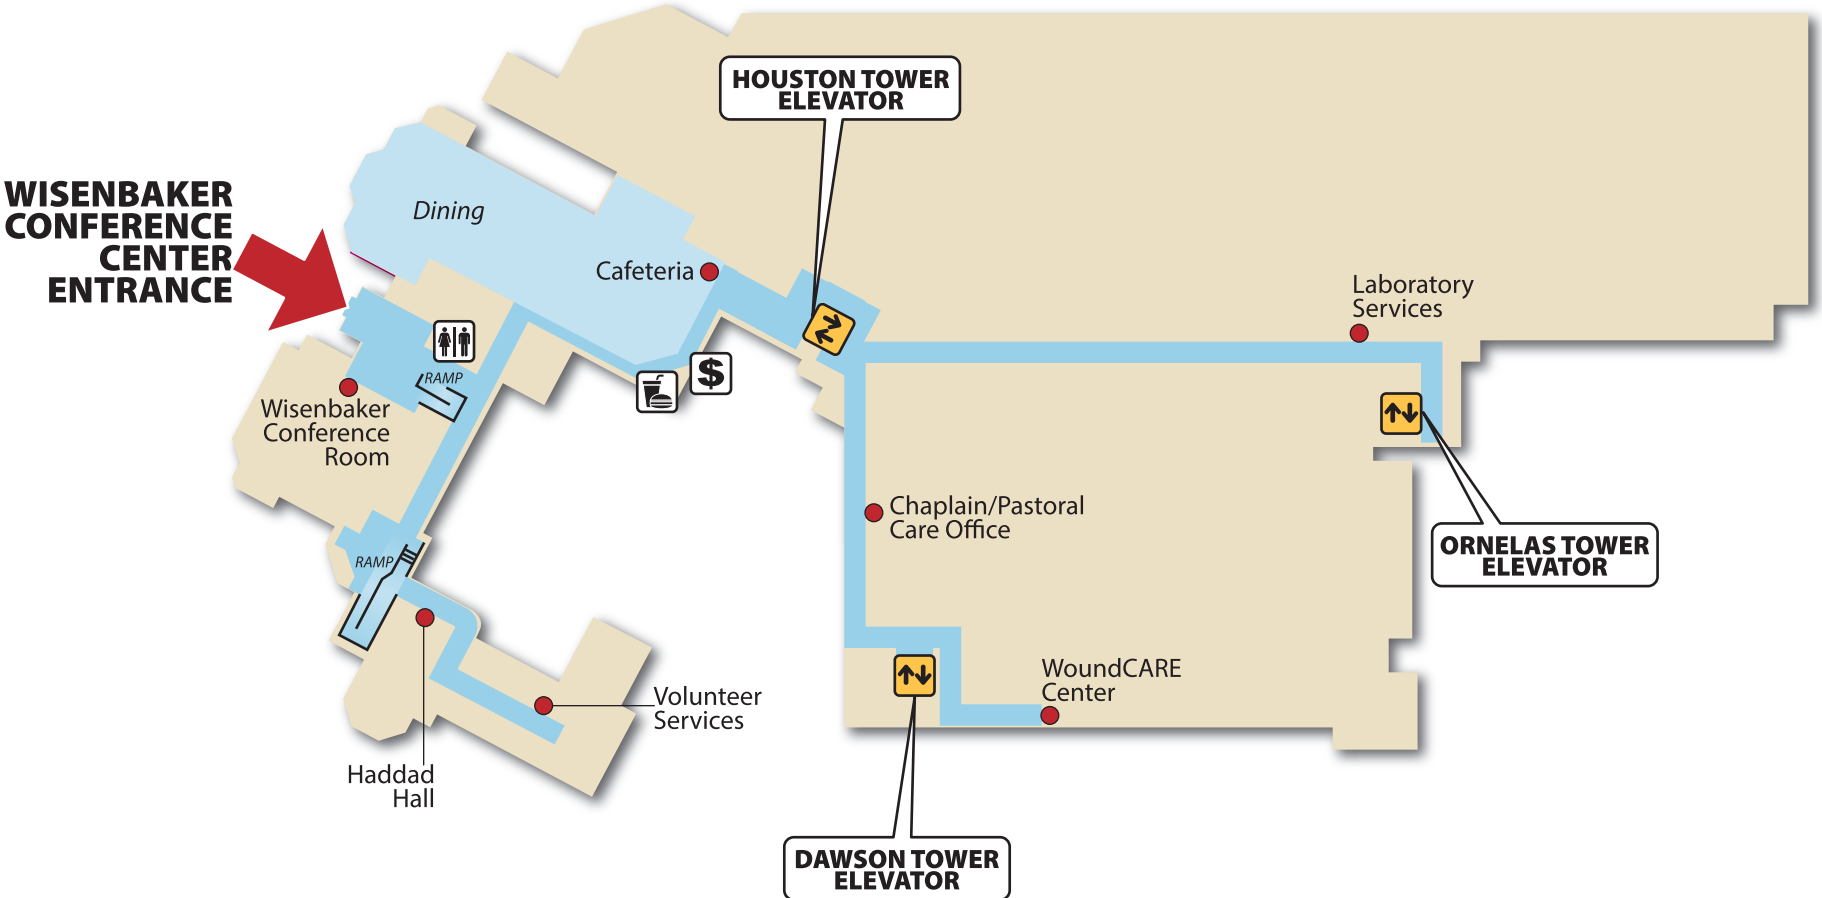 HOUSTON TOWER
ELEVATOR
WISENBAKER
CONFERENCE
CENTER
ENTRANCE
Dining
Cafeteria
Laboratory
Services
RAMP
$
Wisenbaker
Conference
Room
Chaplain/Pastoral
Care Office
ORNELAS TOWER
ELEVATOR
RAMP
WoundCARE
Center
Volunteer
Services
Haddad
Hall
DAWSON TOWER
ELEVATOR